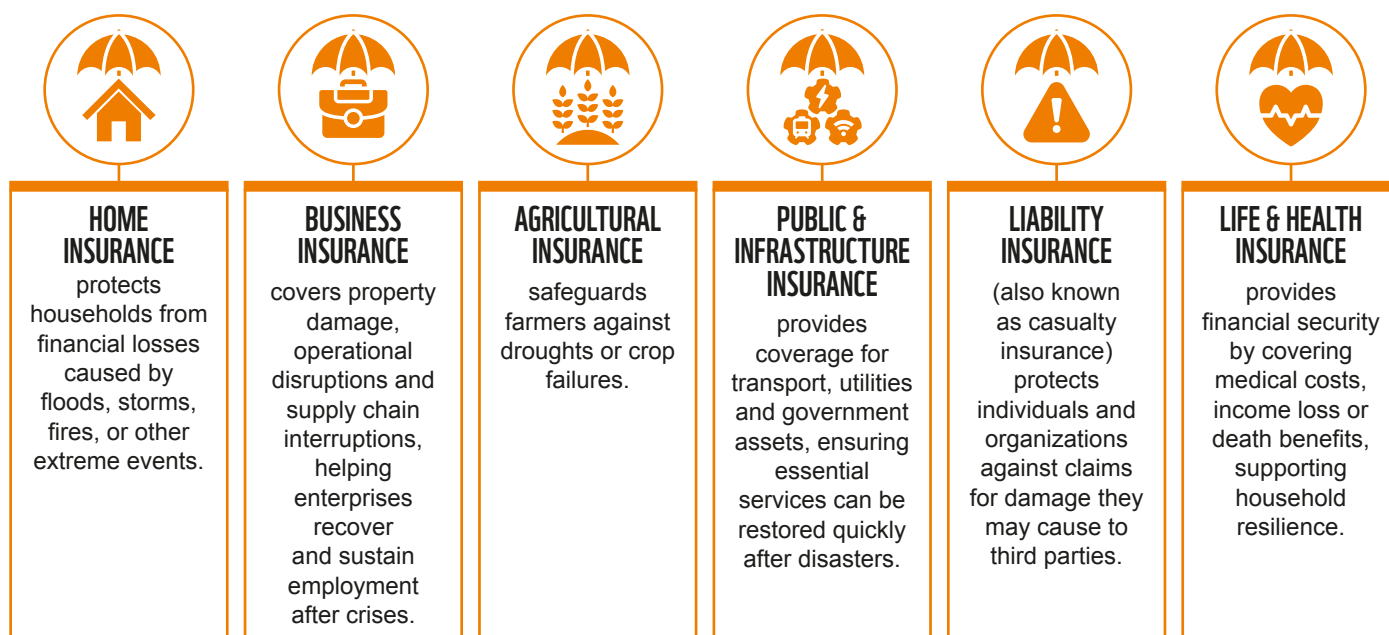 HOME
INSURANCE
protects
households from
financial losses
caused by
floods, storms,
fires, or other
extreme events.
BUSINESS
INSURANCE
covers property
damage,
operational
disruptions and
supply chain
interruptions,
helping
enterprises
recover
and sustain
employment
after crises.
AGRICULTURAL
INSURANCE
safeguards
farmers against
droughts or crop
failures.
PUBLIC &
INFRASTRUCTURE
INSURANCE
provides
coverage for
transport, utilities
and government
assets, ensuring
essential
services can be
restored quickly
after disasters.
LIABILITY
INSURANCE
(also known
as casualty
insurance)
protects
individuals and
organizations
against claims
for damage they
may cause to
third parties.
LIFE & HEALTH
INSURANCE
provides
financial security
by covering
medical costs,
income loss or
death benefits,
supporting
household
resilience.